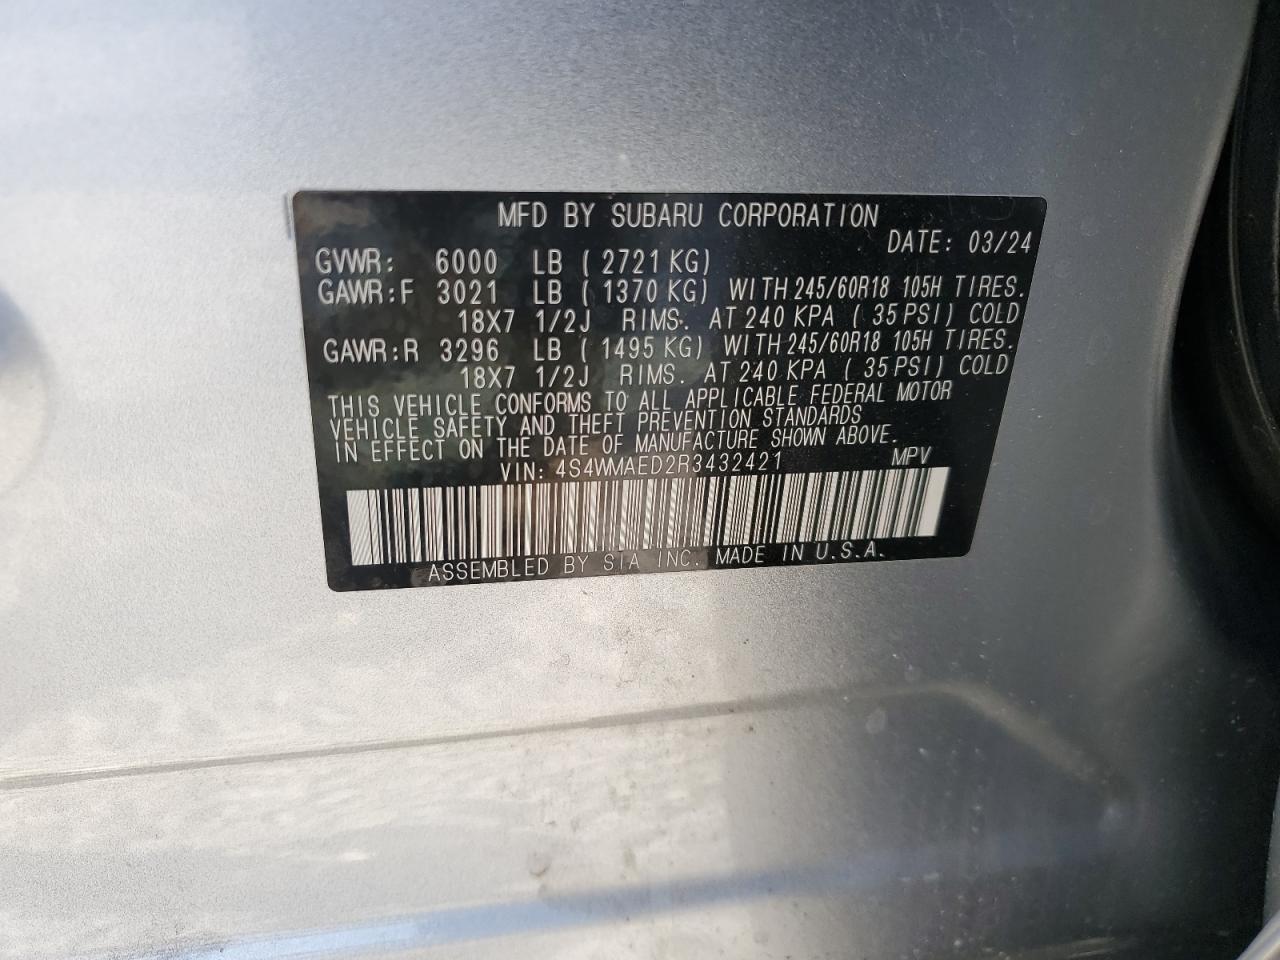 MFD BY SUBARU CORPORATION
DATE: 03/24
GVWR: 6000 LB ( 2721 KG)
GAWR:F 3021 LB ( 1370 KG) WITH 245/60R18 105H TIRES.
18X7 1/2J RIMS. AT 240 KPA ( 35 PSI) COLD
GAWR:R 3296 LB ( 1495 KG) WITH 245/60R18 105H TIRES.
18X7 1/2J RIMS. AT 240 KPA ( 35 PSI) COLD
THIS VEHICLE CONFORMS TO ALL APPLICABLE FEDERAL MOTOR
VEHICLE SAFETY AND THEFT PREVENTION STANDARDS
IN EFFECT ON THE DATE OF MANUFACTURE SHOWN ABOVE.
VIN: 4S4WMAED2R3432421 MPV
ASSEMBLED BY SIA INC. MADE IN U.S.A.